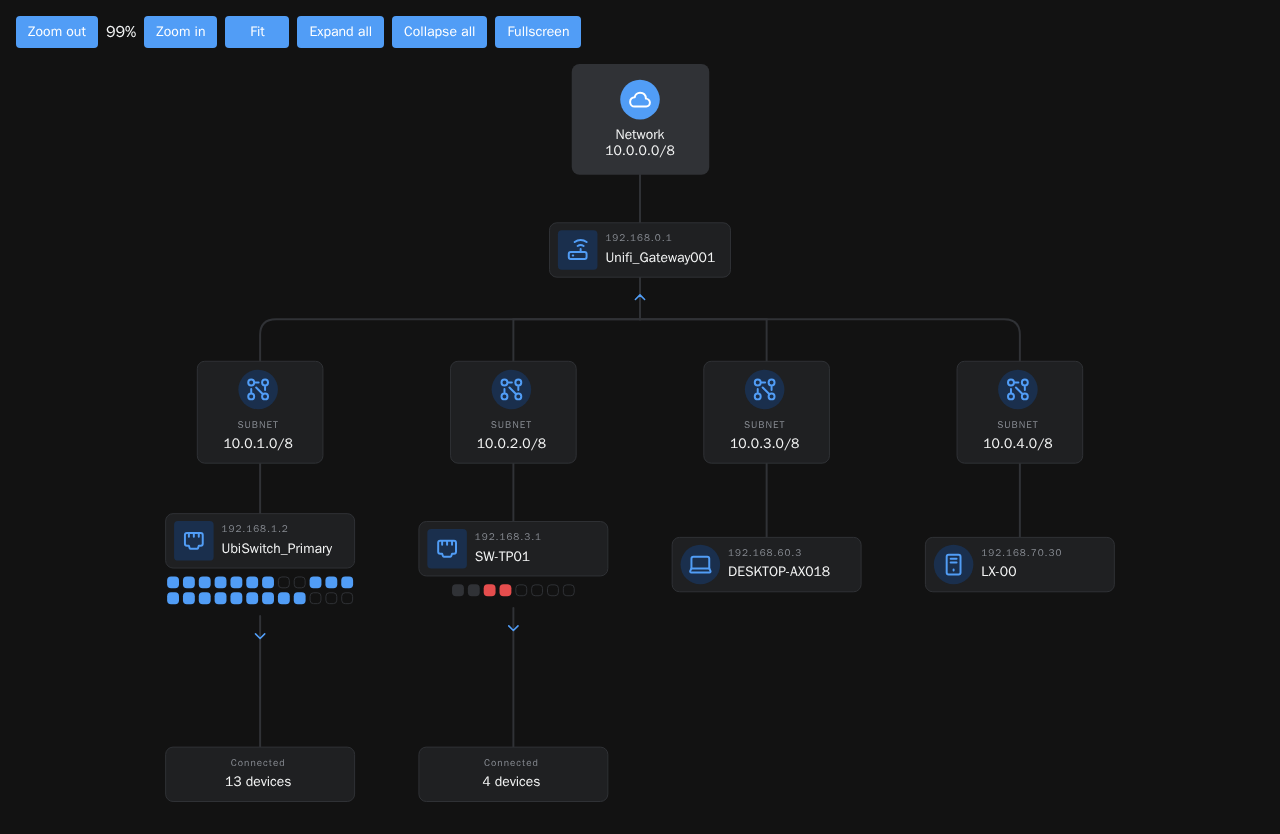 Zoom out 99% Zoom in Fit Expand all Collapse all Fullscreen
Network
10.0.0.0/8
192.168.0.1
Unifi_Gateway001
SUBNET
10.0.1.0/8
SUBNET
10.0.2.0/8
SUBNET
10.0.3.0/8
SUBNET
10.0.4.0/8
192.168.1.2
UbiSwitch_Primary
192.168.3.1
SW-TP01
192.168.60.3
DESKTOP-AX018
192.168.70.30
LX-00
Connected
13 devices
Connected
4 devices